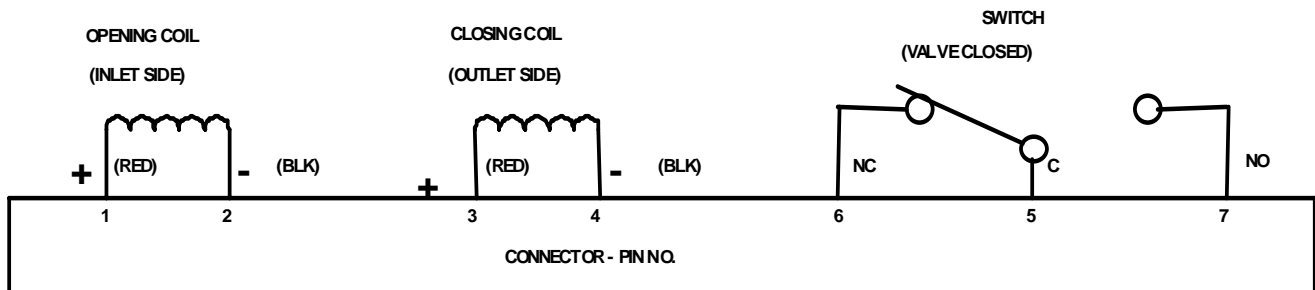 OPENING COIL
(INLET SIDE)
CLOSING COIL
(OUTLET SIDE)
SWITCH
(VALVE CLOSED)
+ (RED) - (BLK)
+ (RED) - (BLK)
NC C NO
1 2 3 4 6 5 7
CONNECTOR - PIN NO.